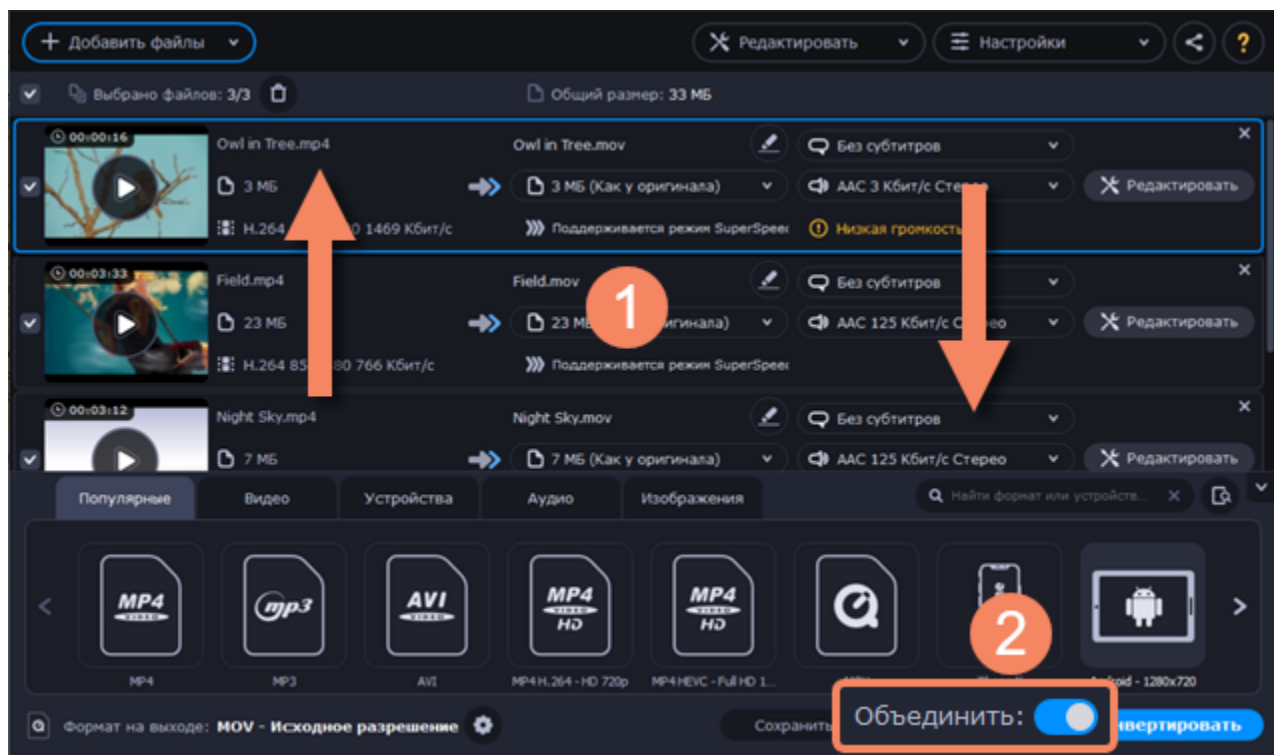 + Добавить файлы
Редактировать
Настройки
?
Выбрано файлов: 3/3
Общий размер: 33 МБ
00:00:16
Owl in Tree.mp4
Owl in Tree.mov
Без субтитров
3 МБ
3 МБ (Как у оригинала)
AAC 3 Кбит/с Стерео
Редактировать
H.264
1469 Кбит/с
Поддерживается режим
Низкая громкость
00:03:33
Field.mp4
Field.mov
1
Без субтитров
23 МБ
23
AAC 125 Кбит/с
Редактировать
H.264
766 Кбит/с
Поддерживается режим
00:03:12
Night Sky.mp4
Night Sky.mov
Без субтитров
7 МБ
7 МБ (Как у оригинала)
AAC 125 Кбит/с Стерео
Редактировать
Популярные
Видео
Устройства
Аудио
Изображения
Найти формат или устройств...
MP4
VIDEO
mp3
AVI
VIDEO
MP4
VIDEO
HD
MP4
VIDEO
HD
2
MP4
MP3
AVI
MP4 H.264 - HD 720p
MP4 HEVC - Full HD 1...
- 1280x720
Формат на выходе: MOV - Исходное разрешение
Объединить: